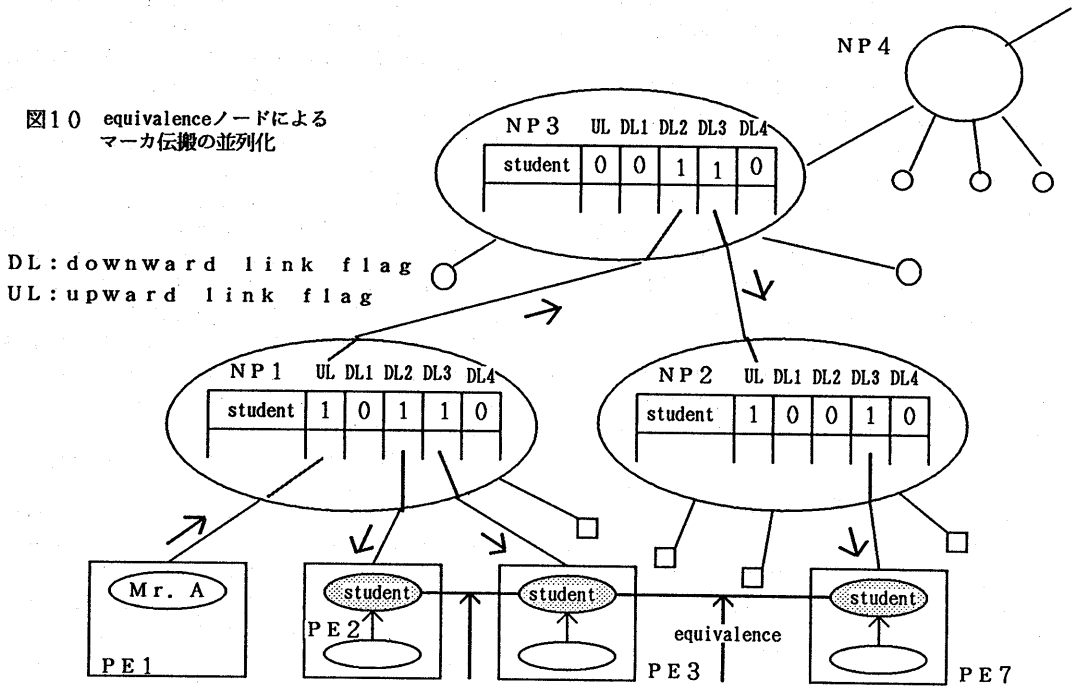 NP4
図10 equivalenceノードによる
マーカ伝搬の並列化
NP3 UL DL1 DL2 DL3 DL4
student 0 0 1 1 0
DL:downward link flag
UL:upward link flag
NP1 UL DL1 DL2 DL3 DL4
student 1 0 1 1 0
NP2 UL DL1 DL2 DL3 DL4
student 1 0 0 1 0
Mr. A
student
student
student
PE2
equivalence
PE1
PE3
PE7